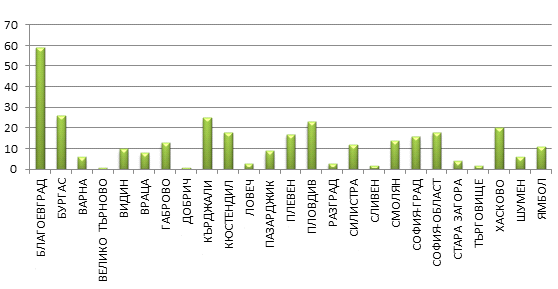 70
60
50
40
30
20
10
0
БЛАГОЕВГРАД
БУРГАС
ВАРНА
ВЕЛИКО ТЪРНОВО
ВИДИН
ВРАЦА
ГАБРОВО
ДОБРИЧ
КЪРДЖАЛИ
КЮСТЕНДИЛ
ЛОВЕЧ
ПАЗАРДЖИК
ПЛЕВЕН
ПЛОВДИВ
РАЗГРАД
СИЛИСТРА
СЛИВЕН
СМОЛЯН
СОФИЯ-ГРАД
СОФИЯ-ОБЛАСТ
СТАРА ЗАГОРА
ТЪРГОВИЩЕ
ХАСКОВО
ШУМЕН
ЯМБОЛ